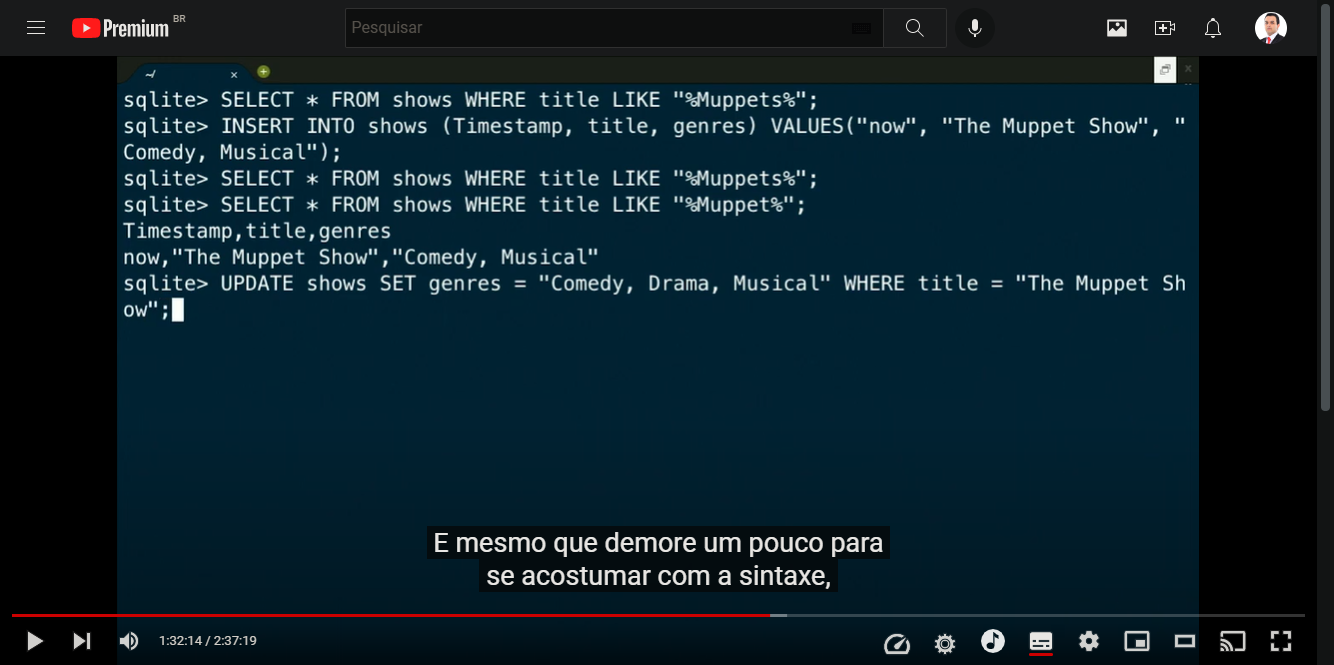 Premium BR
Pesquisar
sqlite> SELECT * FROM shows WHERE title LIKE "%Muppets%";
sqlite> INSERT INTO shows (Timestamp, title, genres) VALUES("now", "The Muppet Show", "
Comedy, Musical");
sqlite> SELECT * FROM shows WHERE title LIKE "%Muppets%";
sqlite> SELECT * FROM shows WHERE title LIKE "%Muppet%";
Timestamp,title,genres
now,"The Muppet Show","Comedy, Musical"
sqlite> UPDATE shows SET genres = "Comedy, Drama, Musical" WHERE title = "The Muppet Sh
ow";
E mesmo que demore um pouco para
se acostumar com a sintaxe,
1:32:14 / 2:37:19